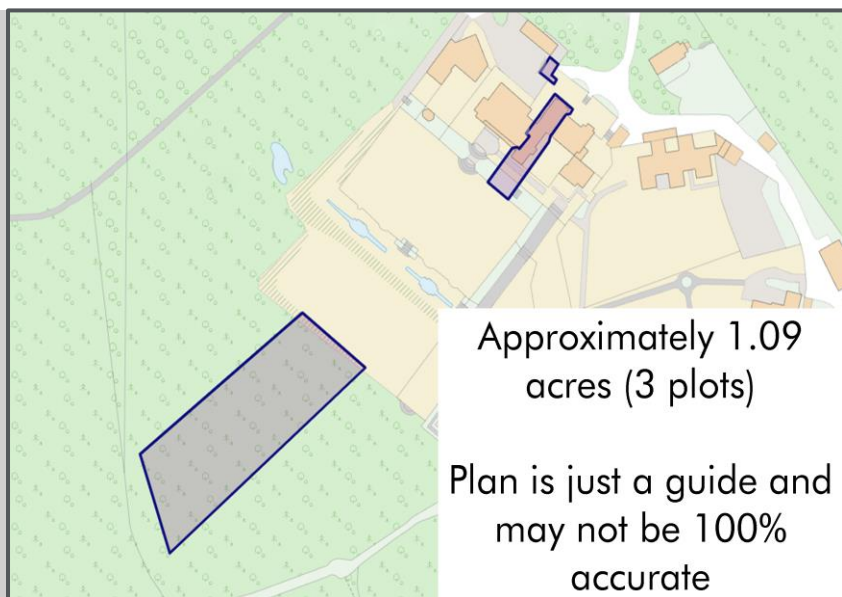 Approximately 1.09
acres (3 plots)
Plan is just a guide and
may not be 100%
accurate